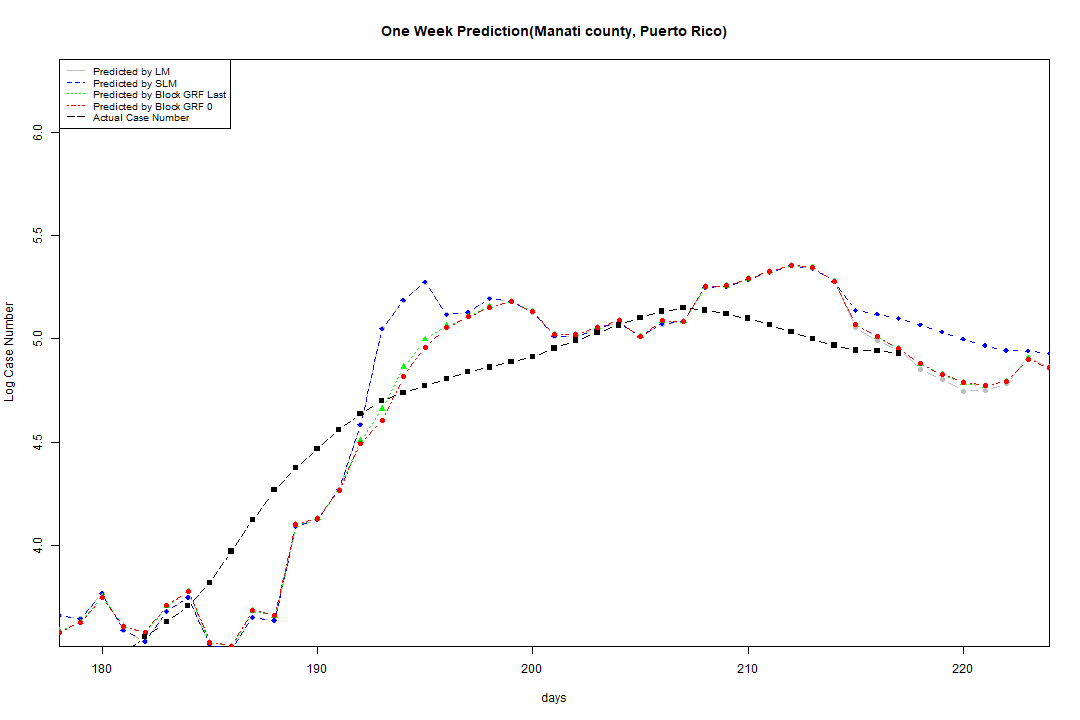 One Week Prediction(Manati county, Puerto Rico)
Predicted by LM
Predicted by SLM
Predicted by Block GRF Last
Predicted by Block GRF 0
Actual Case Number
6.0
5.5
5.0
4.5
4.0
Log Case Number
180 190 200 210 220
days